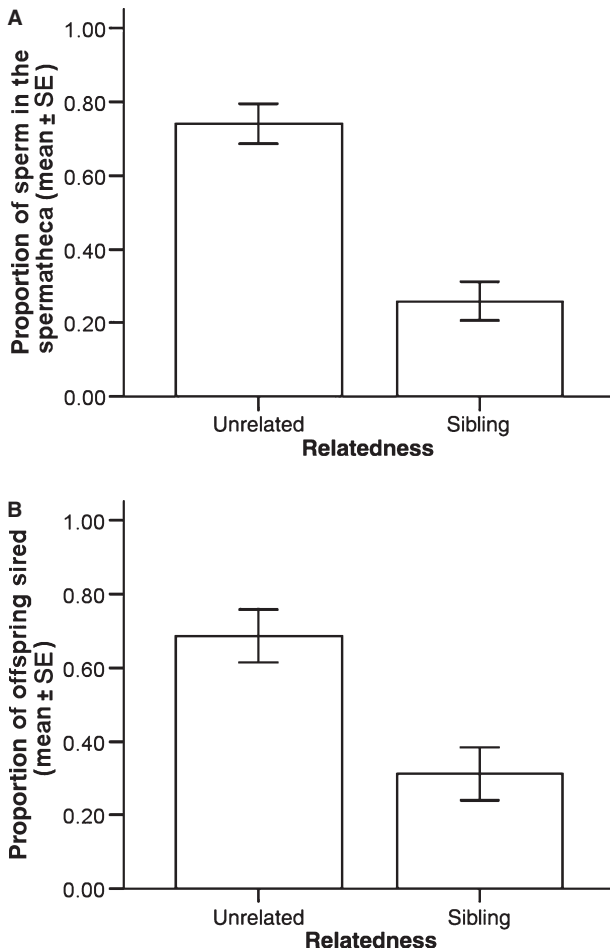 A
Proportion of sperm in the
spermatheca (mean ± SE)
1.00
0.80
0.60
0.40
0.20
0.00
Unrelated Sibling
Relatedness
B
Proportion of offspring sired
(mean ± SE)
1.00
0.80
0.60
0.40
0.20
0.00
Unrelated Sibling
Relatedness